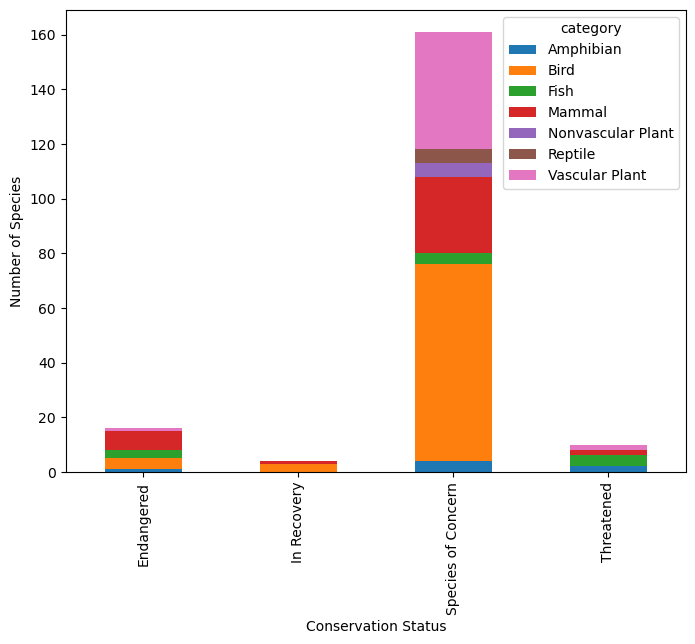 category
Amphibian
Bird
Fish
Mammal
Nonvascular Plant
Reptile
Vascular Plant
Number of Species
160
140
120
100
80
60
40
20
0
Endangered
In Recovery
Species of Concern
Threatened
Conservation Status